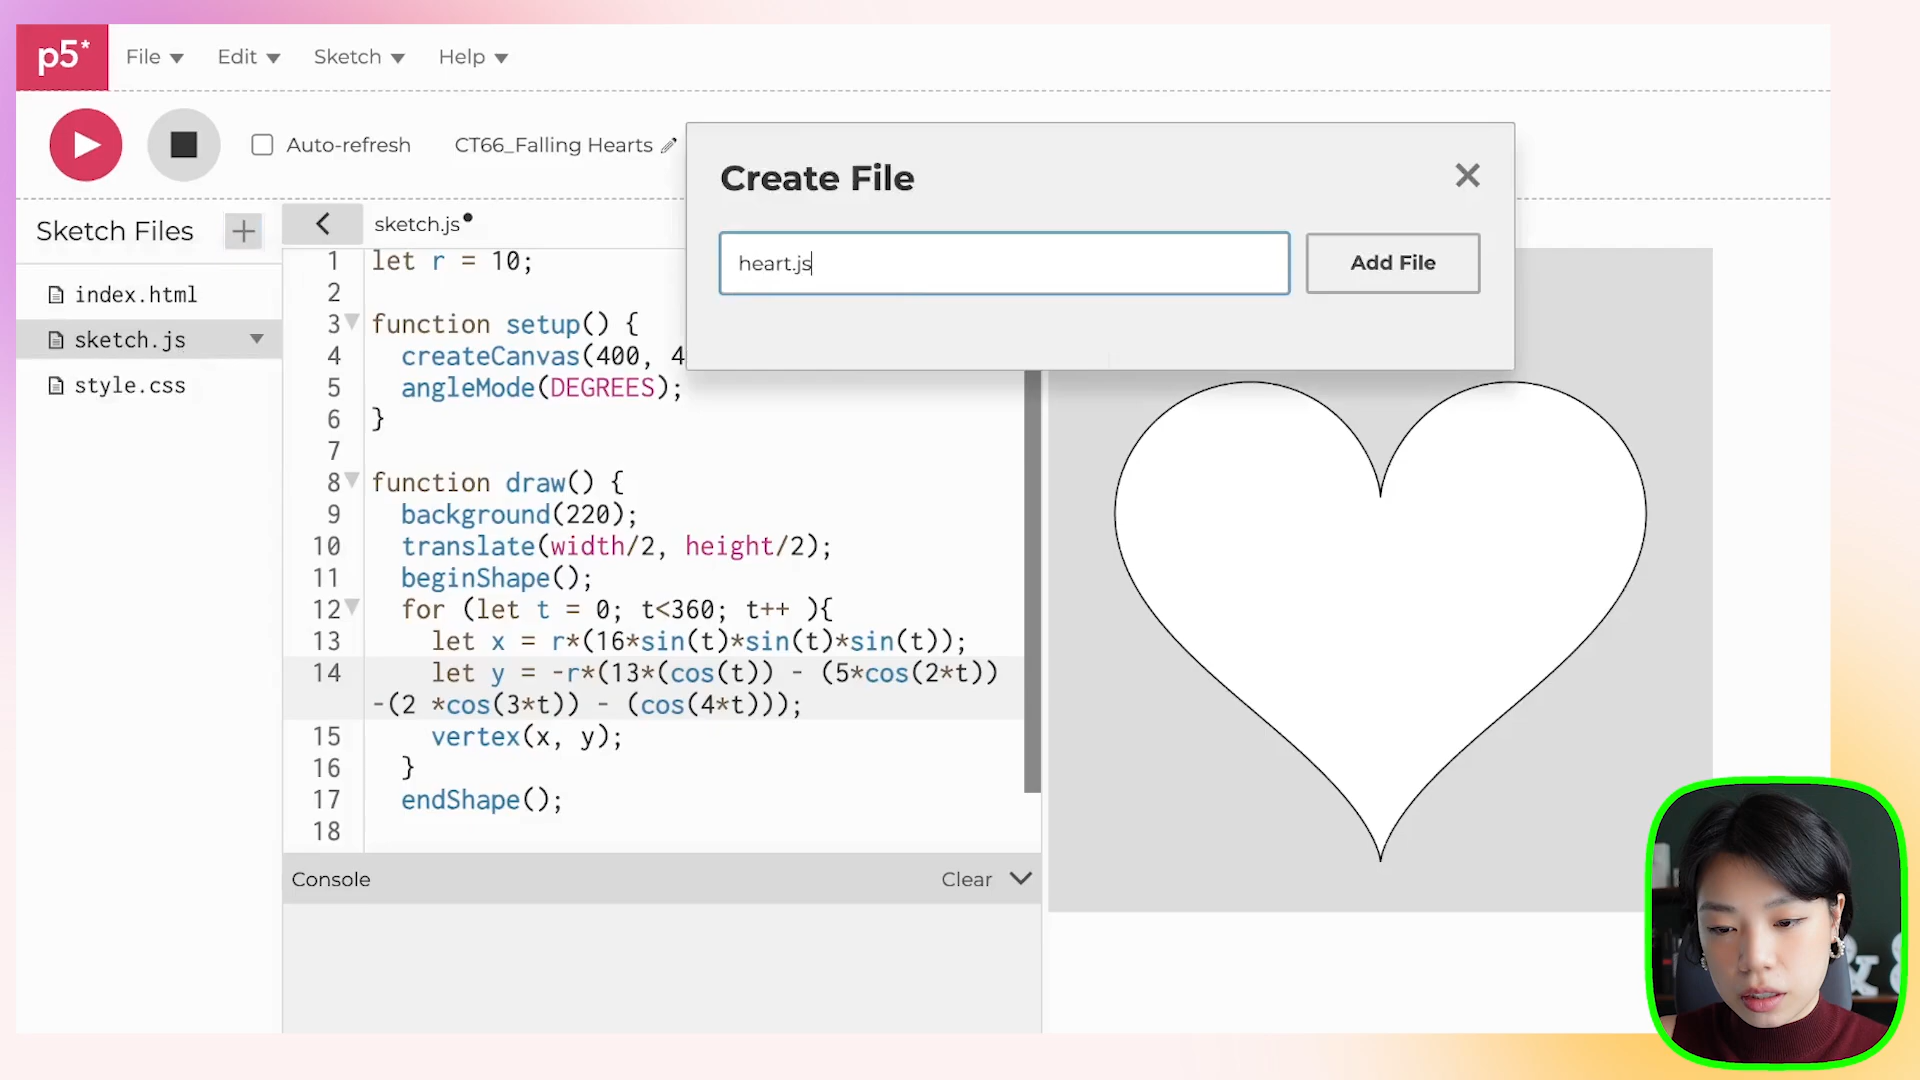 p5*
File Edit Sketch Help
Auto-refresh CT66_Falling Hearts
Create File
heart.js
Add File
Sketch Files
sketch.js
index.html
sketch.js
style.css
1 let r = 10;
2
3 function setup() {
4 createCanvas(400, 4
5 angleMode(DEGREES);
6 }
7
8 function draw() {
9 background(220);
10 translate(width/2, height/2);
11 beginShape();
12 for (let t = 0; t<360; t++ ){
13 let x = r*(16*sin(t)*sin(t)*sin(t));
14 let y = -r*(13*(cos(t)) - (5*cos(2*t))
-(2 *cos(3*t)) - (cos(4*t)));
15 vertex(x, y);
16 }
17 endShape();
18
Console Clear
&